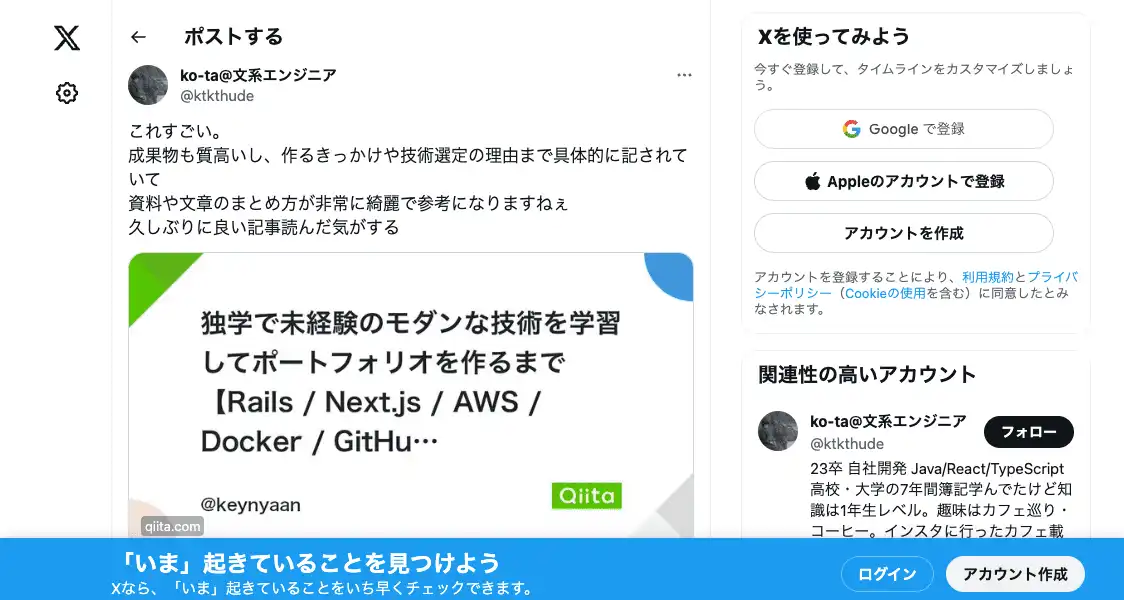 ポストする
ko-ta@文系エンジニア
@ktkthude
これすごい。
成果物も質高いし、作るきっかけや技術選定の理由まで具体的に記されて
いて
資料や文章のまとめ方が非常に綺麗で参考になりますねぇ
久しぶりに良い記事読んだ気がする
独学で未経験のモダンな技術を学習
してポートフォリオを作るまで
【Rails / Next.js / AWS /
Docker / GitHu…
@keynyaan
Qiita
qiita.com
Xを使ってみよう
今すぐ登録して、タイムラインをカスタマイズしましょ
う。
Google で登録
Appleのアカウントで登録
アカウントを作成
アカウントを登録することにより、利用規約とプライバ
シーポリシー（Cookieの使用を含む）に同意したとみ
なされます。
関連性の高いアカウント
ko-ta@文系エンジニア
@ktkthude
フォロー
23卒 自社開発 Java/React/TypeScript
高校・大学の7年間簿記学んでたけど知
識は1年生レベル。趣味はカフェ巡り・
コーヒー。インスタに行ったカフェ載
「いま」起きていることを見つけよう
Xなら、「いま」起きていることをいち早くチェックできます。
ログイン
アカウント作成